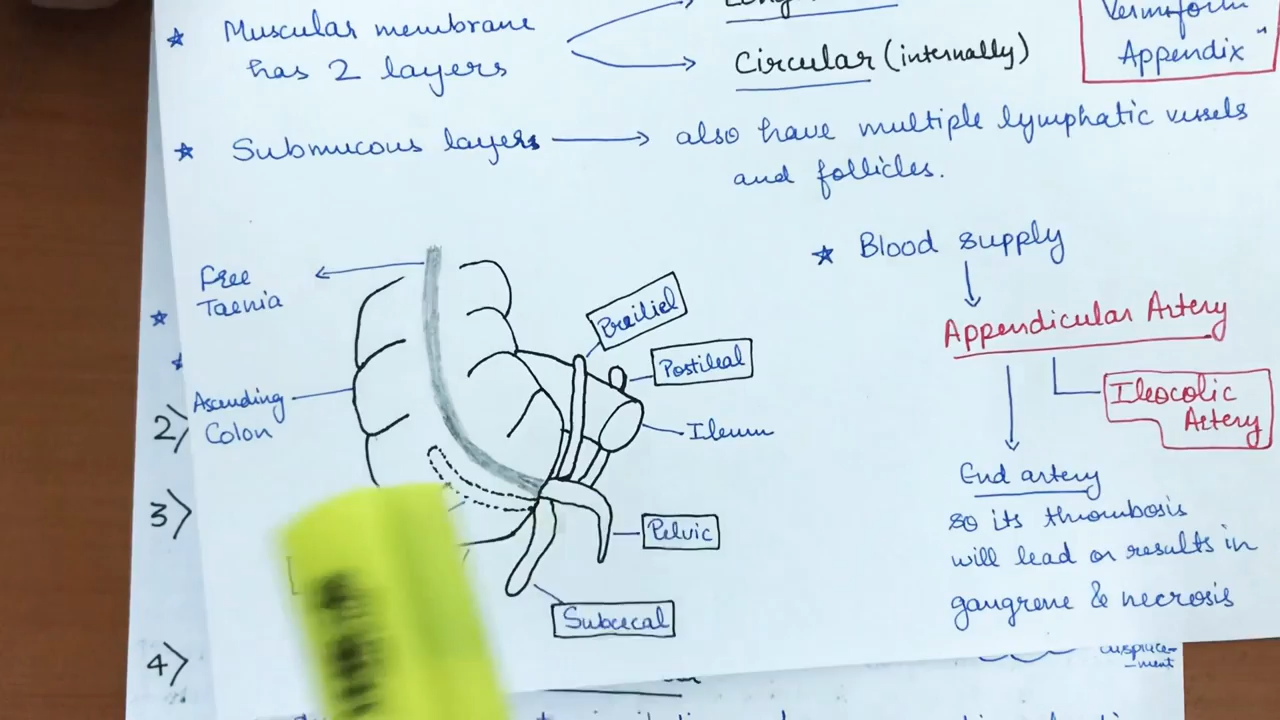 Muscular membrane
has 2 layers
Circular (internally)
Vermiform
Appendix"
Submucous layers → also have multiple lymphatic vessels
and follicles.
Free
Taenia
Ascending
Colon
Preilial
Postileal
Ileum
Pelvic
Subcecal
Blood supply
Appendicular Artery
Ileocolic
Artery
End artery
so its thrombosis
will lead or results in
gangrene & necrosis
2)
3)
4)